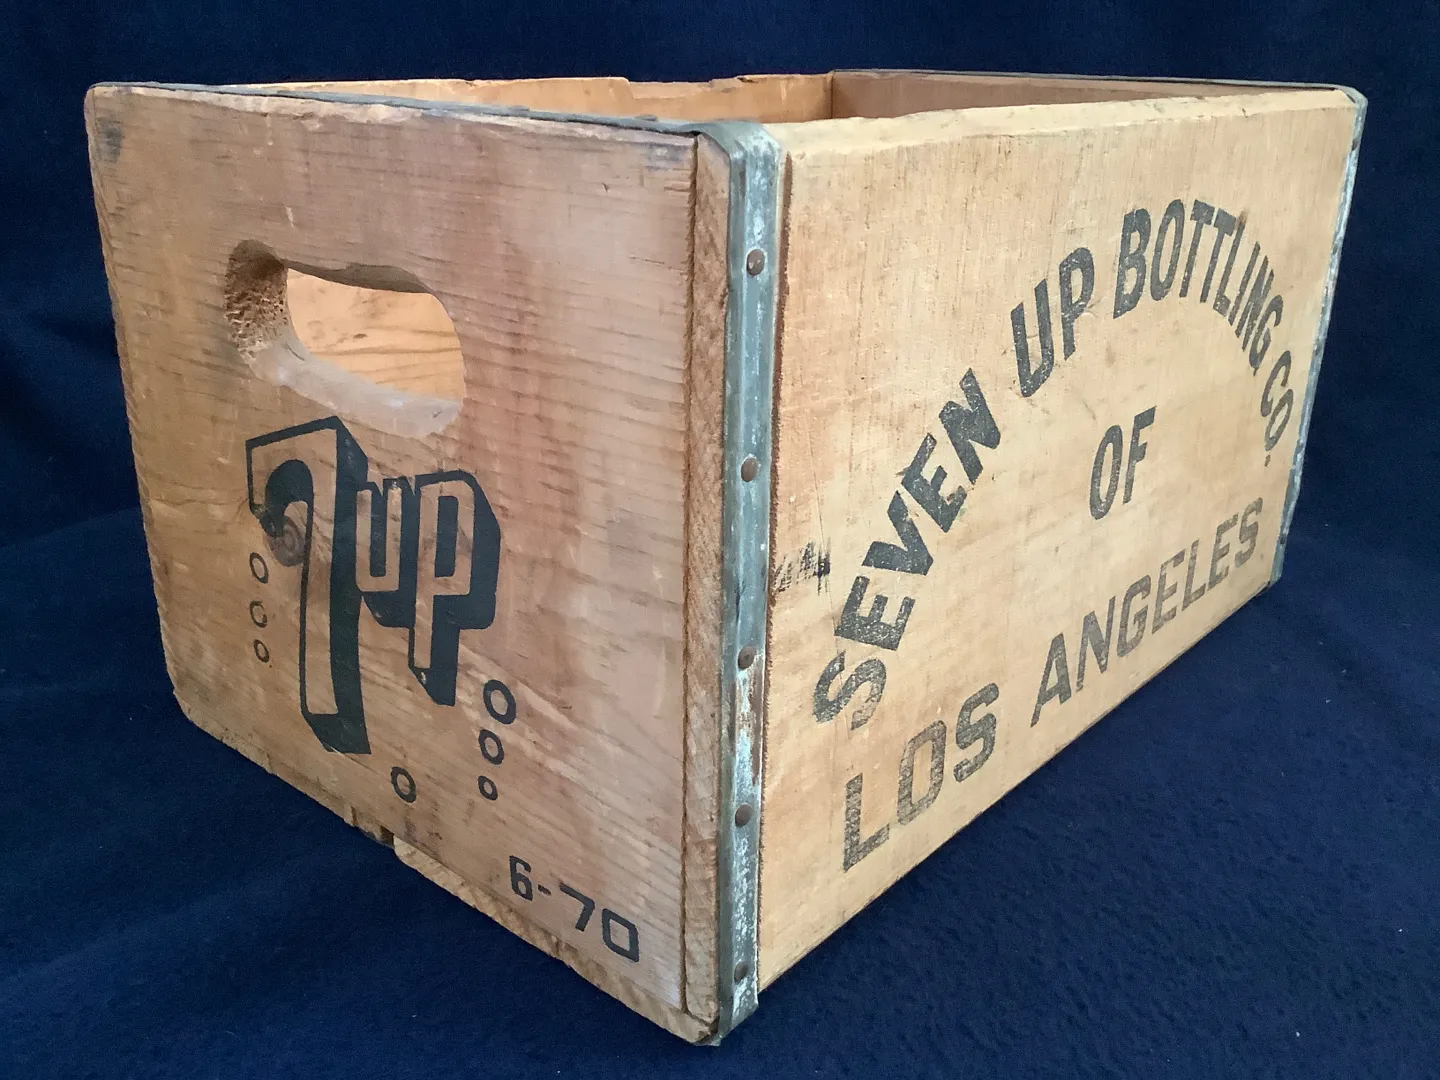 7up
6-70
SEVEN UP BOTTLING CO.
OF
LOS ANGELES